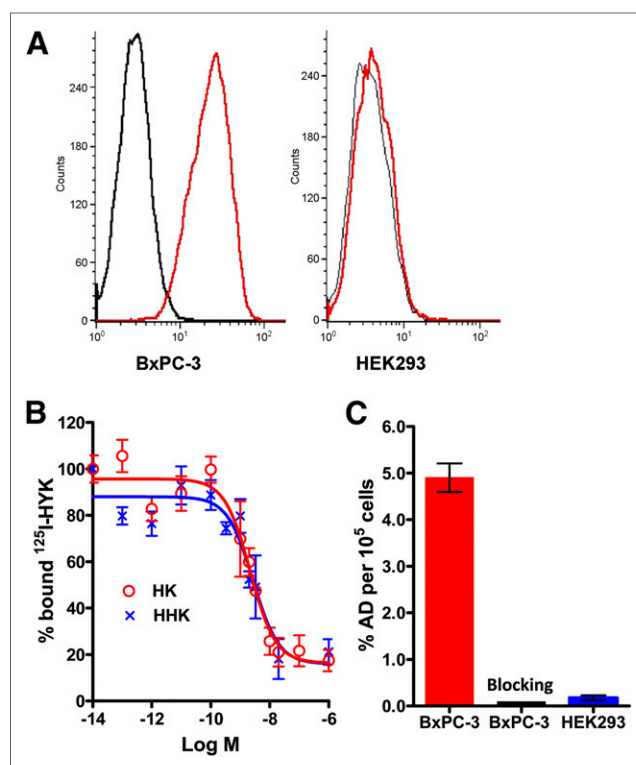 A
Counts
240
180
120
60
0
10⁰ 10¹ 10²
BxPC-3
Counts
240
180
120
60
0
10⁰ 10¹ 10²
HEK293
B
% bound ¹²⁵I-HYK
120
100
80
60
40
20
0
HK
HHK
-14 -12 -10 -8 -6
Log M
C
% AD per 10⁵ cells
6.0
5.0
4.0
3.0
2.0
1.0
0.0
Blocking
BxPC-3 BxPC-3 HEK293